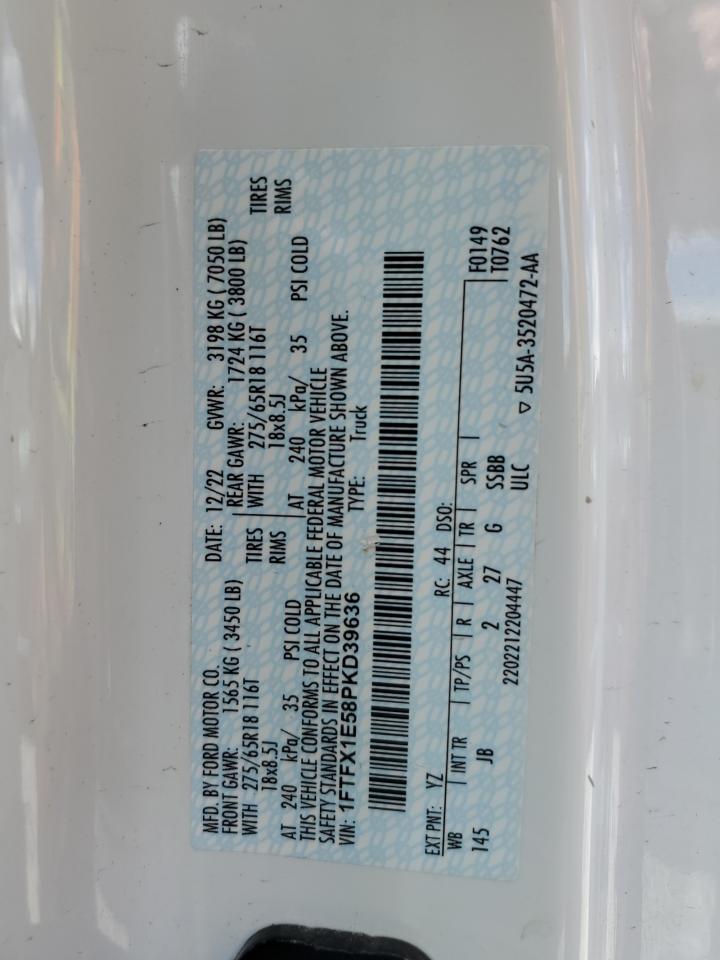 MFD. BY FORD MOTOR CO. DATE: 12/22 GVWR: 3198 KG ( 7050 LB)
FRONT GAWR: 1565 KG ( 3450 LB) REAR GAWR: 1724 KG ( 3800 LB)
WITH 275/65R18 116T TIRES WITH 275/65R18 116T TIRES
18x8.5J RIMS 18x8.5J RIMS
AT 240 kPa/ 35 PSI COLD AT 240 kPa/ 35 PSI COLD
THIS VEHICLE CONFORMS TO ALL APPLICABLE FEDERAL MOTOR VEHICLE
SAFETY STANDARDS IN EFFECT ON THE DATE OF MANUFACTURE SHOWN ABOVE.
VIN: 1FTFX1E58PKD39636 TYPE: Truck
EXT PNT: YZ RC: 44 DSO: F0149
WB INT TR TP/PS R AXLE TR SPR T0762
145 JB 2 27 G SSBB
2202212204447 ULC ▽ 5U5A-3520472-AA